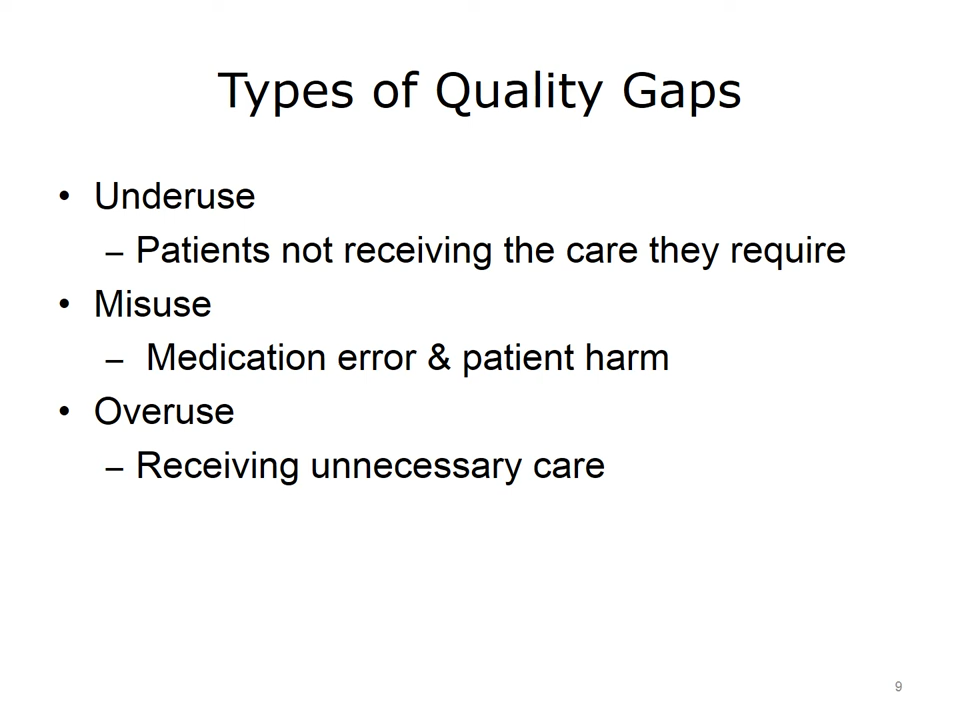 Types of Quality Gaps
• Underuse
– Patients not receiving the care they require
• Misuse
– Medication error & patient harm
• Overuse
– Receiving unnecessary care
9